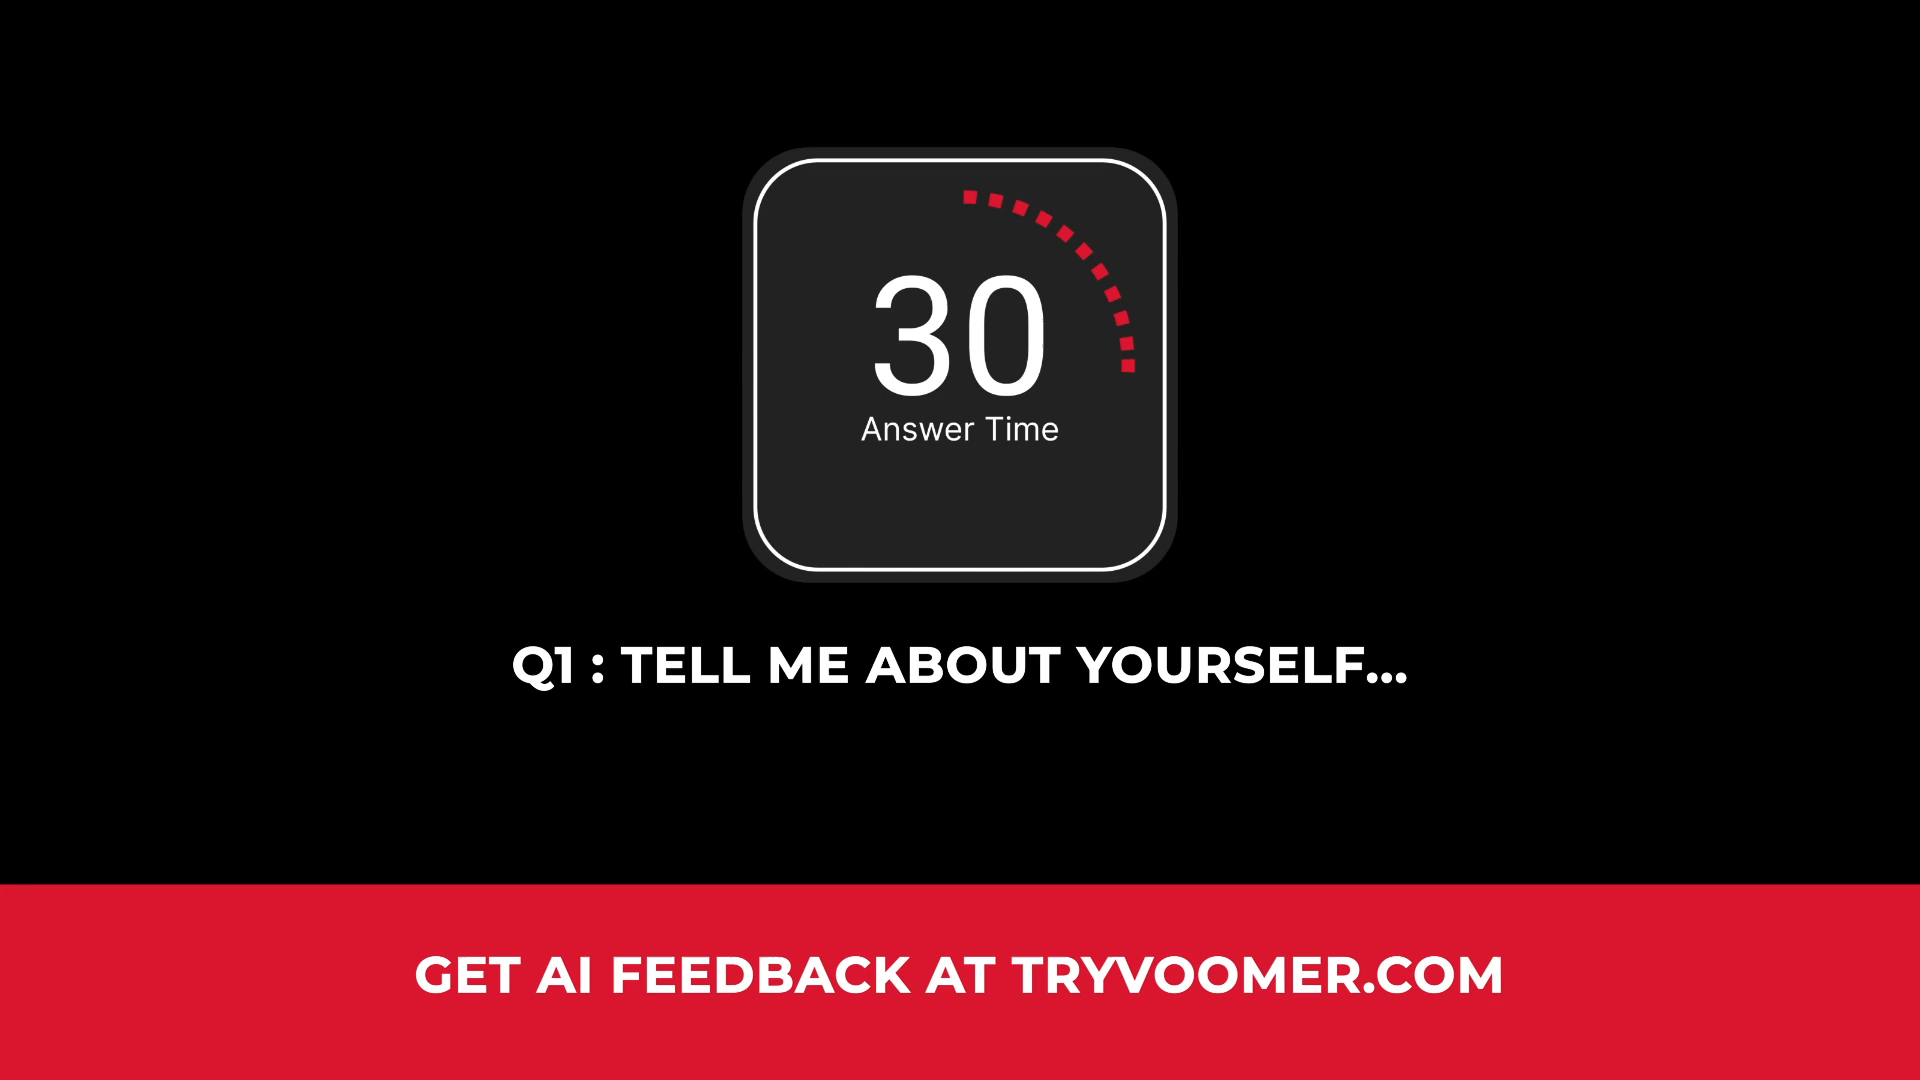 30
Answer Time
Q1 : TELL ME ABOUT YOURSELF...
GET AI FEEDBACK AT TRYVOOMER.COM